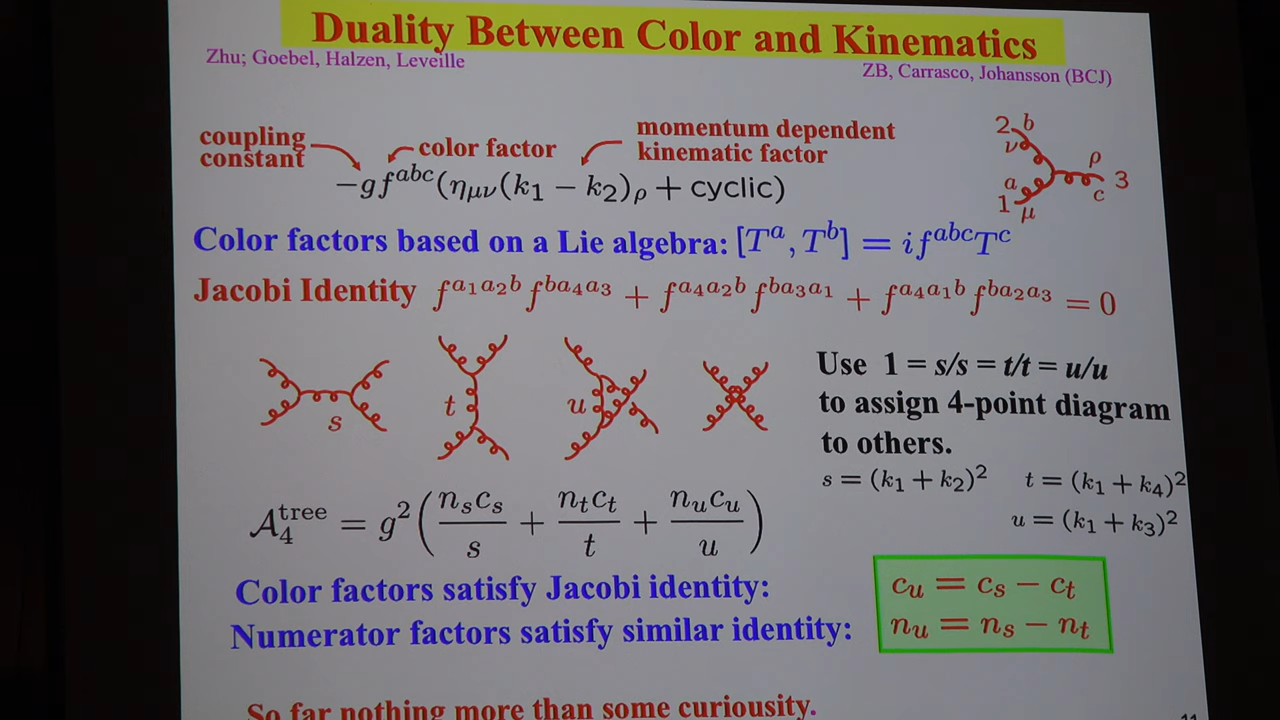 Duality Between Color and Kinematics
Zhu; Goebel, Halzen, Leveille
ZB, Carrasco, Johansson (BCJ)
coupling constant
color factor
momentum dependent
kinematic factor
−gf^{abc}(η_{μν}(k_1 − k_2)_ρ + cyclic)
2 b
ν
ρ
a
3
c
1 μ
Color factors based on a Lie algebra: [T^a, T^b] = if^{abc}T^c
Jacobi Identity f^{a_1a_2b} f^{ba_4a_3} + f^{a_4a_2b} f^{ba_3a_1} + f^{a_4a_1b} f^{ba_2a_3} = 0
s
t
u
Use 1 = s/s = t/t = u/u
to assign 4-point diagram
to others.
s = (k_1 + k_2)^2 t = (k_1 + k_4)^2
u = (k_1 + k_3)^2
𝒜_4^{tree} = g^2(n_sc_s/s + n_tc_t/t + n_uc_u/u)
Color factors satisfy Jacobi identity:
c_u = c_s − c_t
Numerator factors satisfy similar identity:
n_u = n_s − n_t
So far nothing more than some curiousity.
11